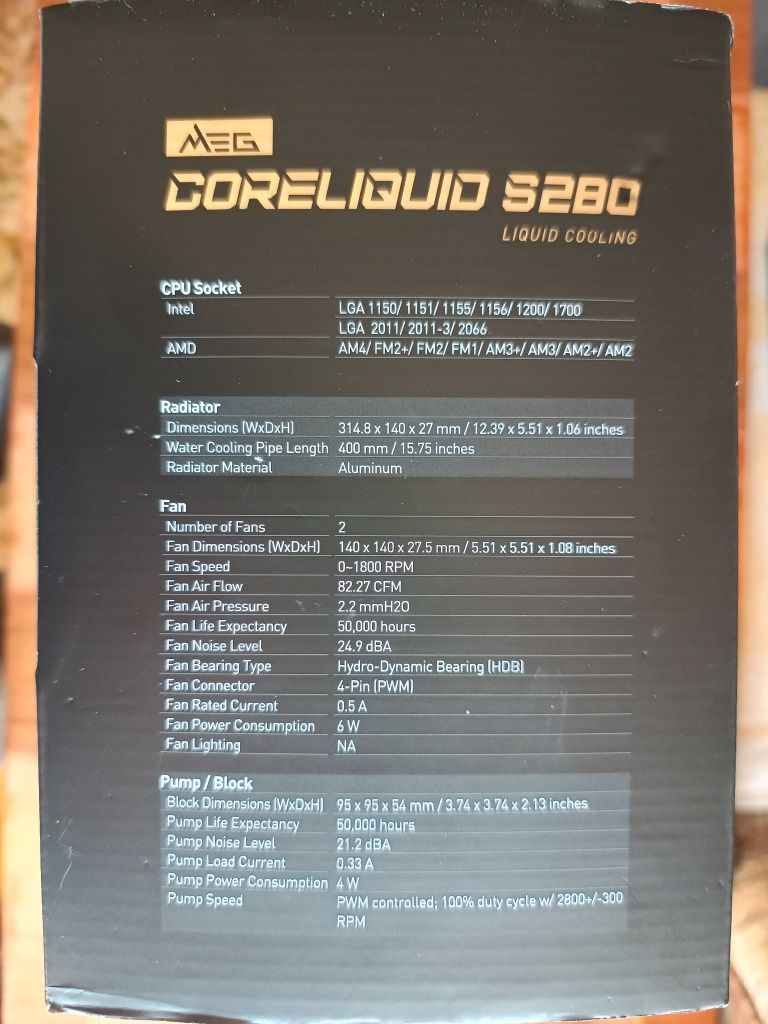 MEG
CORELIQUID S280
LIQUID COOLING
CPU Socket
Intel LGA 1150/ 1151/ 1155/ 1156/ 1200/ 1700
LGA 2011/ 2011-3/ 2066
AMD AM4/ FM2+/ FM2/ FM1/ AM3+/ AM3/ AM2+/ AM2
Radiator
Dimensions (WxDxH) 314.8 x 140 x 27 mm / 12.39 x 5.51 x 1.06 inches
Water Cooling Pipe Length 400 mm / 15.75 inches
Radiator Material Aluminum
Fan
Number of Fans 2
Fan Dimensions (WxDxH) 140 x 140 x 27.5 mm / 5.51 x 5.51 x 1.08 inches
Fan Speed 0~1800 RPM
Fan Air Flow 82.27 CFM
Fan Air Pressure 2.2 mmH2O
Fan Life Expectancy 50,000 hours
Fan Noise Level 24.9 dBA
Fan Bearing Type Hydro-Dynamic Bearing (HDB)
Fan Connector 4-Pin (PWM)
Fan Rated Current 0.5 A
Fan Power Consumption 6 W
Fan Lighting NA
Pump / Block
Block Dimensions (WxDxH) 95 x 95 x 54 mm / 3.74 x 3.74 x 2.13 inches
Pump Life Expectancy 50,000 hours
Pump Noise Level 21.2 dBA
Pump Load Current 0.33 A
Pump Power Consumption 4 W
Pump Speed PWM controlled; 100% duty cycle w/ 2800+/-300
RPM